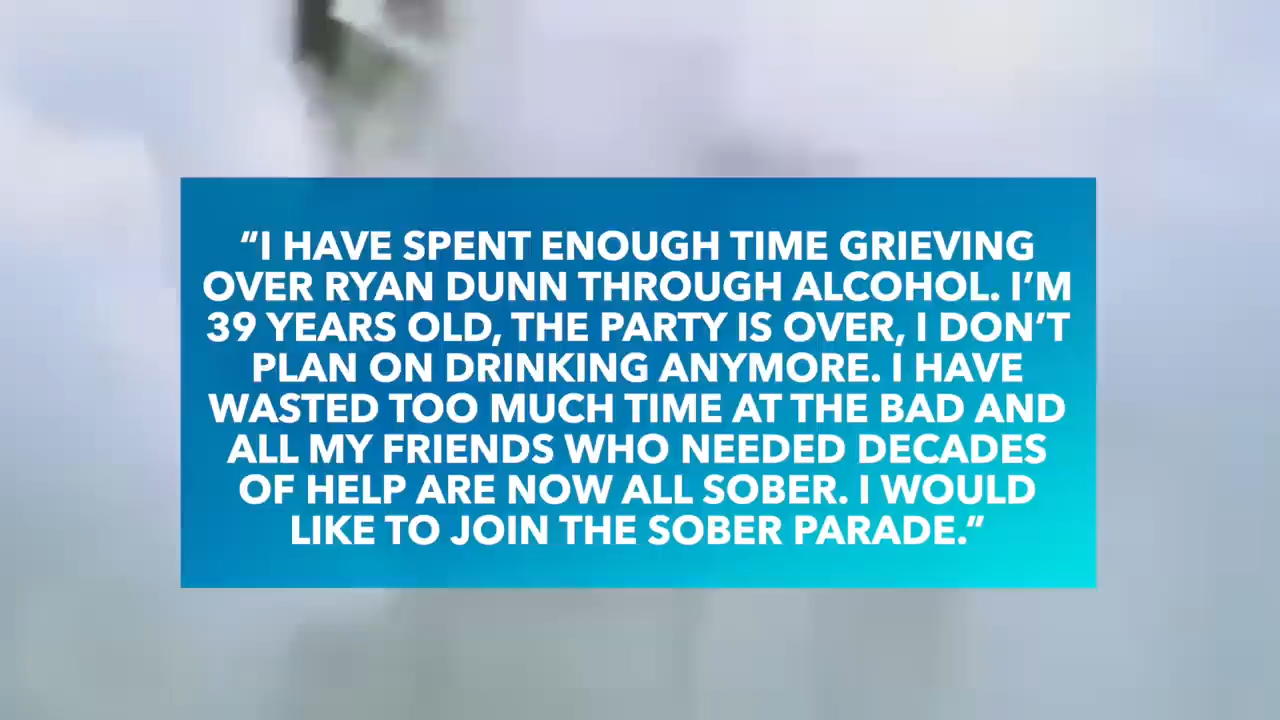 “I HAVE SPENT ENOUGH TIME GRIEVING
OVER RYAN DUNN THROUGH ALCOHOL. I’M
39 YEARS OLD, THE PARTY IS OVER, I DON’T
PLAN ON DRINKING ANYMORE. I HAVE
WASTED TOO MUCH TIME AT THE BAD AND
ALL MY FRIENDS WHO NEEDED DECADES
OF HELP ARE NOW ALL SOBER. I WOULD
LIKE TO JOIN THE SOBER PARADE.”